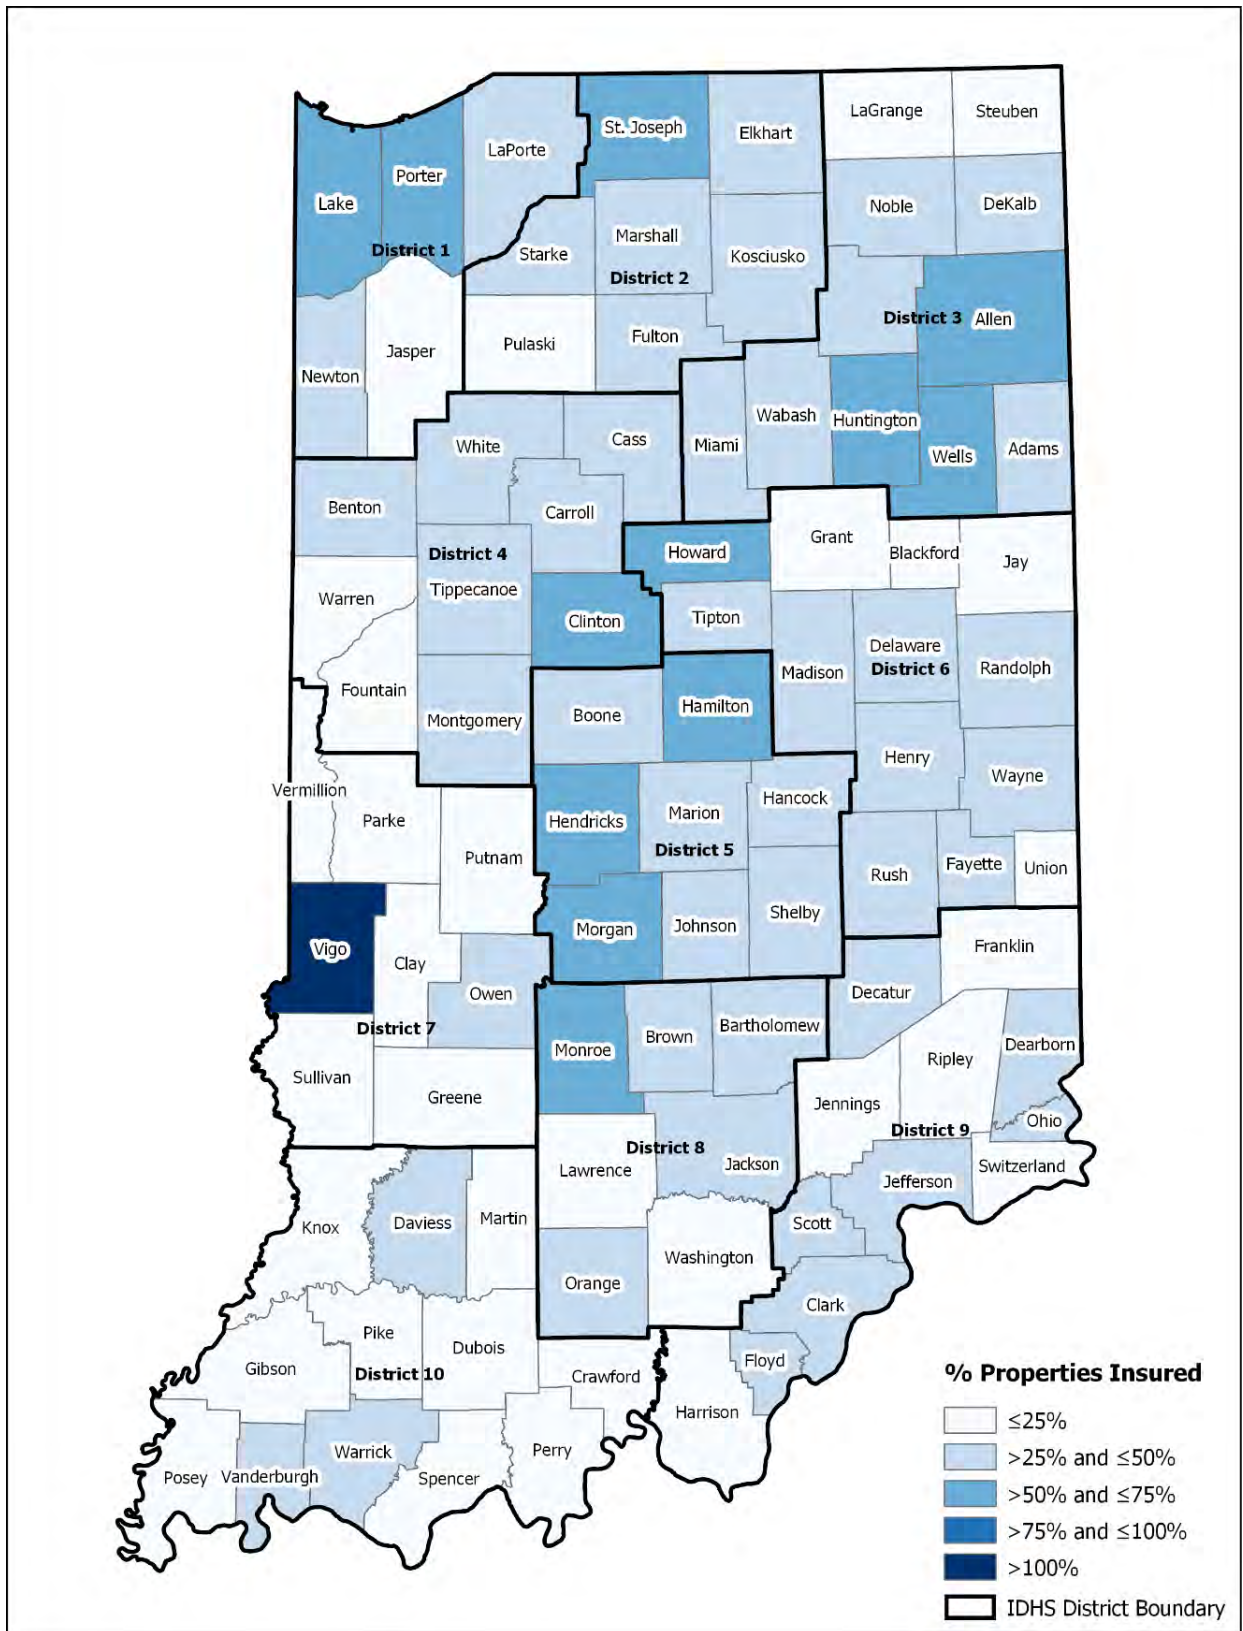 LaGrange
Steuben
St. Joseph
Elkhart
LaPorte
Porter
Lake
Noble
DeKalb
Marshall
District 1
Starke
Kosciusko
District 2
District 3
Allen
Jasper
Pulaski
Fulton
Newton
Wabash
Huntington
White
Cass
Miami
Wells
Adams
Benton
Carroll
Grant
Howard
Blackford
Jay
District 4
Tippecanoe
Warren
Clinton
Tipton
Delaware
District 6
Randolph
Madison
Fountain
Montgomery
Boone
Hamilton
Henry
Wayne
Vermillion
Hancock
Parke
Hendricks
Marion
District 5
Putnam
Rush
Fayette
Union
Shelby
Morgan
Johnson
Vigo
Clay
Franklin
Owen
Decatur
District 7
Monroe
Brown
Bartholomew
Dearborn
Ripley
Sullivan
Greene
Jennings
Ohio
District 9
District 8
Lawrence
Jackson
Switzerland
Jefferson
Knox
Daviess
Martin
Scott
Washington
Orange
Clark
Pike
Dubois
Gibson
District 10
Crawford
Floyd
Harrison
Posey
Vanderburgh
Warrick
Spencer
Perry
% Properties Insured
≤25%
>25% and ≤50%
>50% and ≤75%
>75% and ≤100%
>100%
IDHS District Boundary